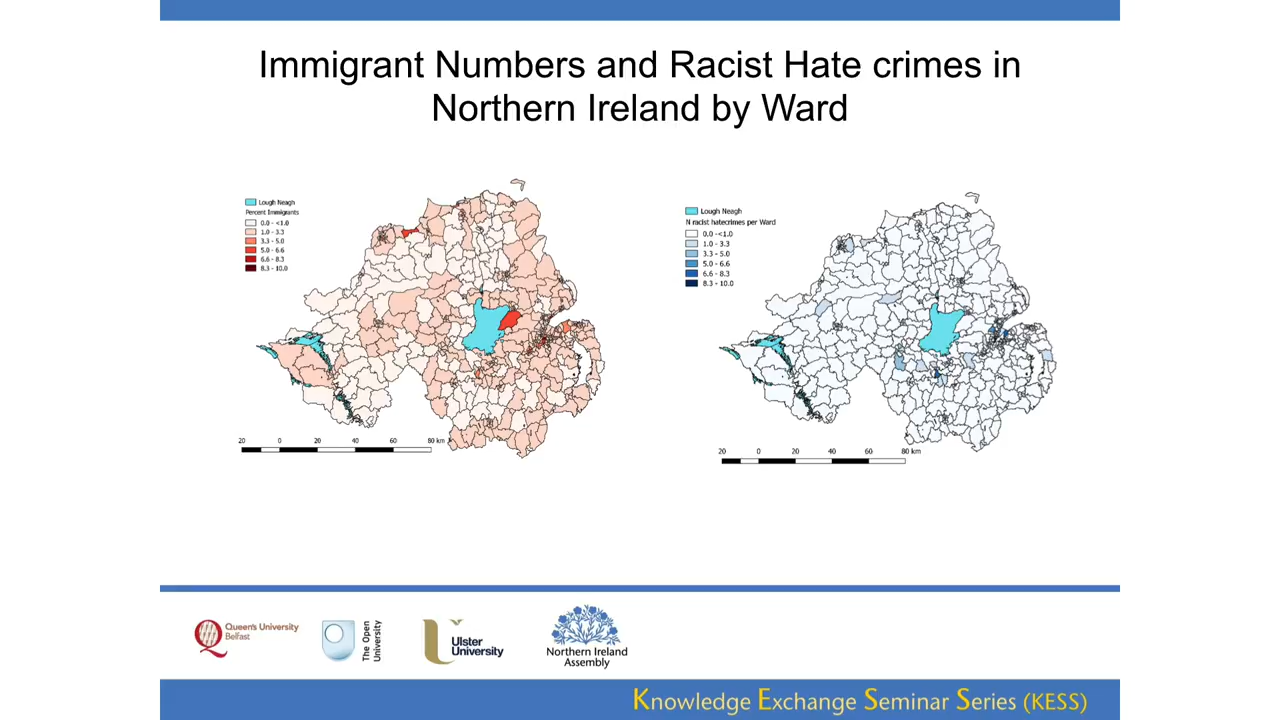 Immigrant Numbers and Racist Hate crimes in
Northern Ireland by Ward
Lough Neagh
Percent Immigrants
0.0 - <1.0
1.0 - 3.3
3.3 - 5.0
5.0 - 6.6
6.6 - 8.3
8.3 - 10.0
20 0 20 40 60 80 km
Lough Neagh
N racist hatecrimes per Ward
0.0 -<1.0
1.0 - 3.3
3.3 - 5.0
5.0 - 6.6
6.6 - 8.3
8.3 - 10.0
20 0 20 40 60 80 km
Queen's University
Belfast
The Open
University
Ulster
University
Northern Ireland
Assembly
Knowledge Exchange Seminar Series (KESS)